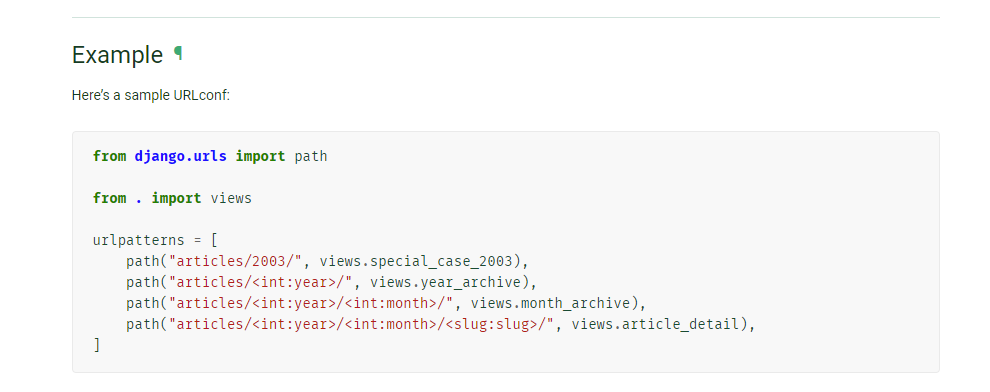 Example ¶
Here's a sample URLconf:
from django.urls import path
from . import views
urlpatterns = [
    path("articles/2003/", views.special_case_2003),
    path("articles/<int:year>/", views.year_archive),
    path("articles/<int:year>/<int:month>/", views.month_archive),
    path("articles/<int:year>/<int:month>/<slug:slug>/", views.article_detail),
]